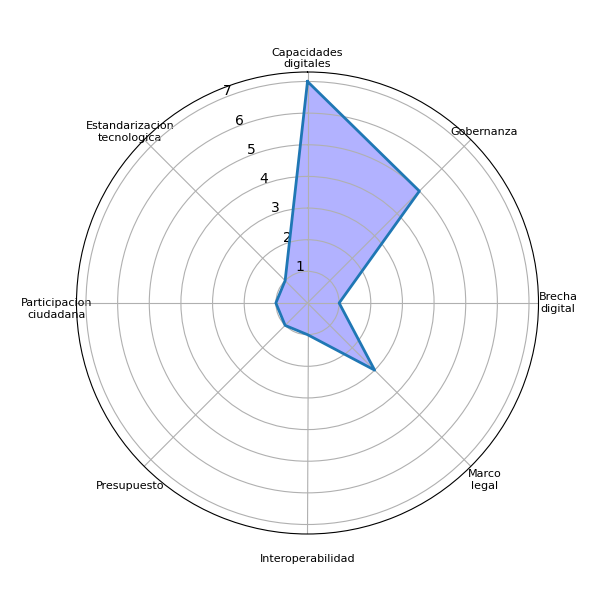 Capacidades
digitales
7
Estandarizacion
tecnologica
6
Gobernanza
5
4
3
2
1
Participacion
ciudadana
Brecha
digital
Presupuesto
Marco
legal
Interoperabilidad